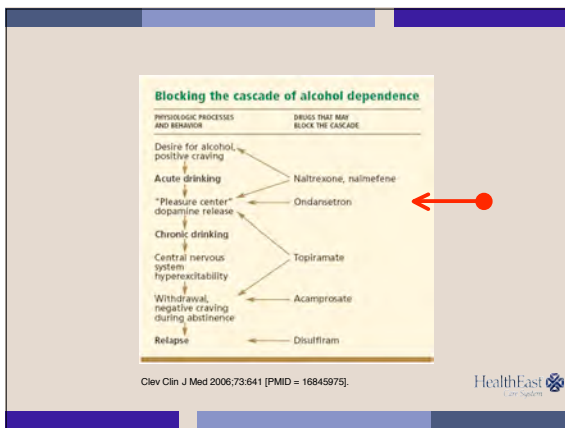 Blocking the cascade of alcohol dependence
PHYSIOLOGIC PROCESSES
AND BEHAVIOR
DRUGS THAT MAY
BLOCK THE CASCADE
Desire for alcohol,
positive craving
Acute drinking
Naltrexone, nalmefene
"Pleasure center"
dopamine release
Ondansetron
Chronic drinking
Central nervous
system
hyperexcitability
Topiramate
Withdrawal,
negative craving
during abstinence
Acamprosate
Relapse
Disulfiram
Clev Clin J Med 2006;73:641 [PMID = 16845975].
HealthEast
Care System